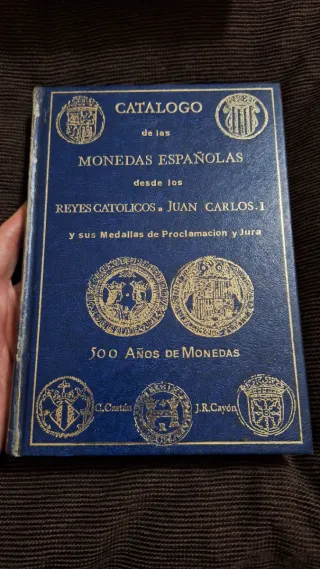 CATALOGO
de las
MONEDAS ESPAÑOLAS
desde los
REYES CATOLICOS a JUAN CARLOS.I
y sus Medallas de Proclamacion y Jura
500 AÑOS DE MONEDAS
C.Castán J.R.Cayón